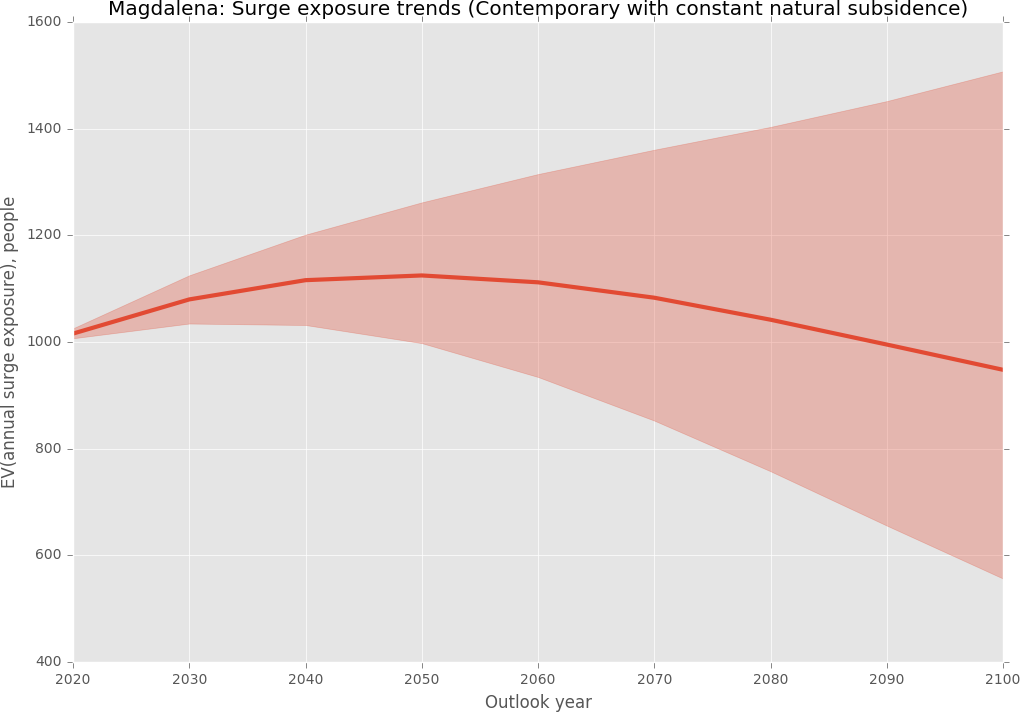 Magdalena: Surge exposure trends (Contemporary with constant natural subsidence)
EV(annual surge exposure), people
1600
1400
1200
1000
800
600
400
2020 2030 2040 2050 2060 2070 2080 2090 2100
Outlook year